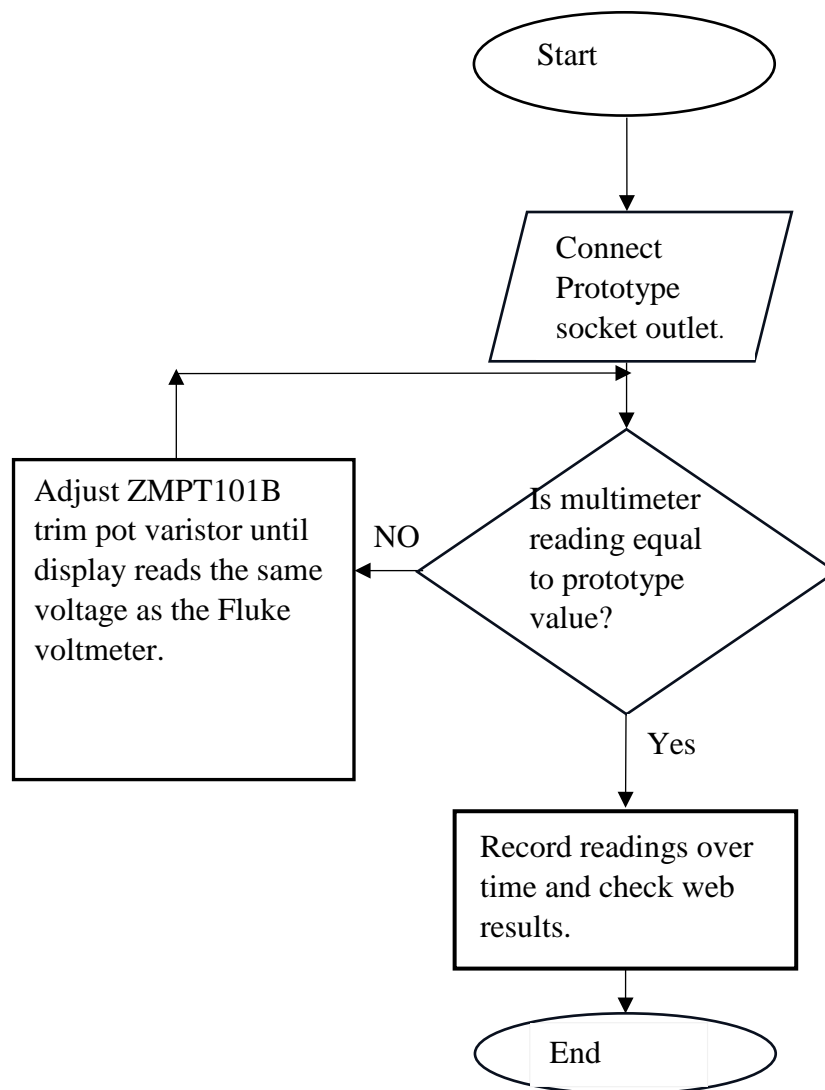 Start
Connect
Prototype
socket outlet.
Is multimeter
reading equal
to prototype
value?
NO
Adjust ZMPT101B
trim pot varistor until
display reads the same
voltage as the Fluke
voltmeter.
Yes
Record readings over
time and check web
results.
End